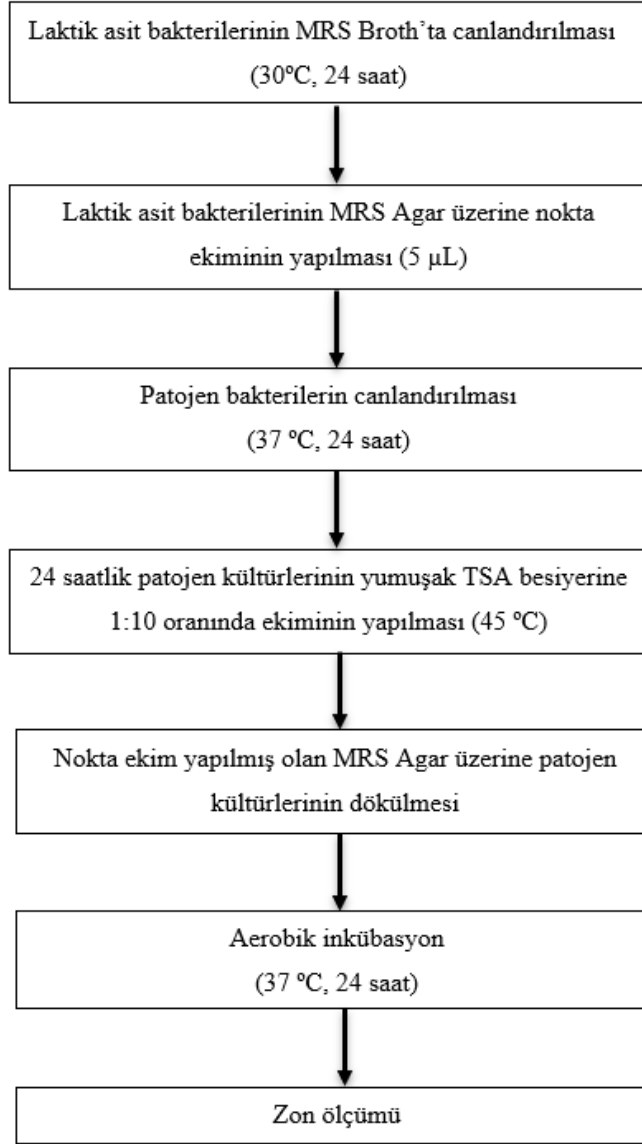 Laktik asit bakterilerinin MRS Broth’ta canlandırılması
(30ºC, 24 saat)
Laktik asit bakterilerinin MRS Agar üzerine nokta
ekiminin yapılması (5 µL)
Patojen bakterilerin canlandırılması
(37 ºC, 24 saat)
24 saatlik patojen kültürlerinin yumuşak TSA besiyerine
1:10 oranında ekiminin yapılması (45 ºC)
Nokta ekim yapılmış olan MRS Agar üzerine patojen
kültürlerinin dökülmesi
Aerobik inkübasyon
(37 ºC, 24 saat)
Zon ölçümü